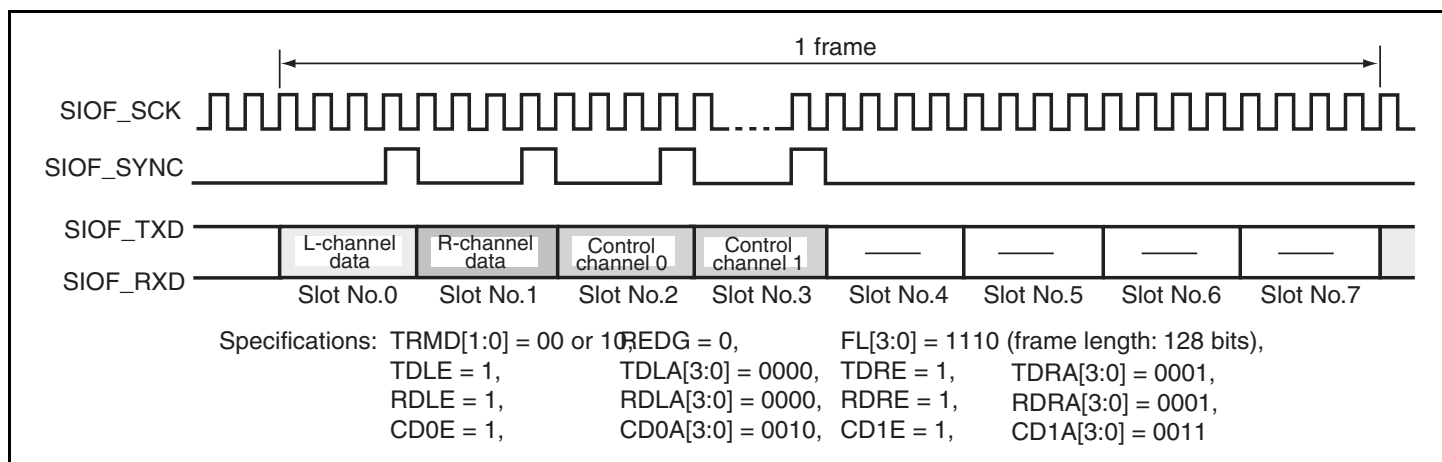 1 frame
SIOF_SCK
SIOF_SYNC
SIOF_TXD
SIOF_RXD
L-channel
data
R-channel
data
Control
channel 0
Control
channel 1
Slot No.0 Slot No.1 Slot No.2 Slot No.3 Slot No.4 Slot No.5 Slot No.6 Slot No.7
Specifications: TRMD[1:0] = 00 or 10, REDG = 0, FL[3:0] = 1110 (frame length: 128 bits),
TDLE = 1, TDLA[3:0] = 0000, TDRE = 1, TDRA[3:0] = 0001,
RDLE = 1, RDLA[3:0] = 0000, RDRE = 1, RDRA[3:0] = 0001,
CD0E = 1, CD0A[3:0] = 0010, CD1E = 1, CD1A[3:0] = 0011